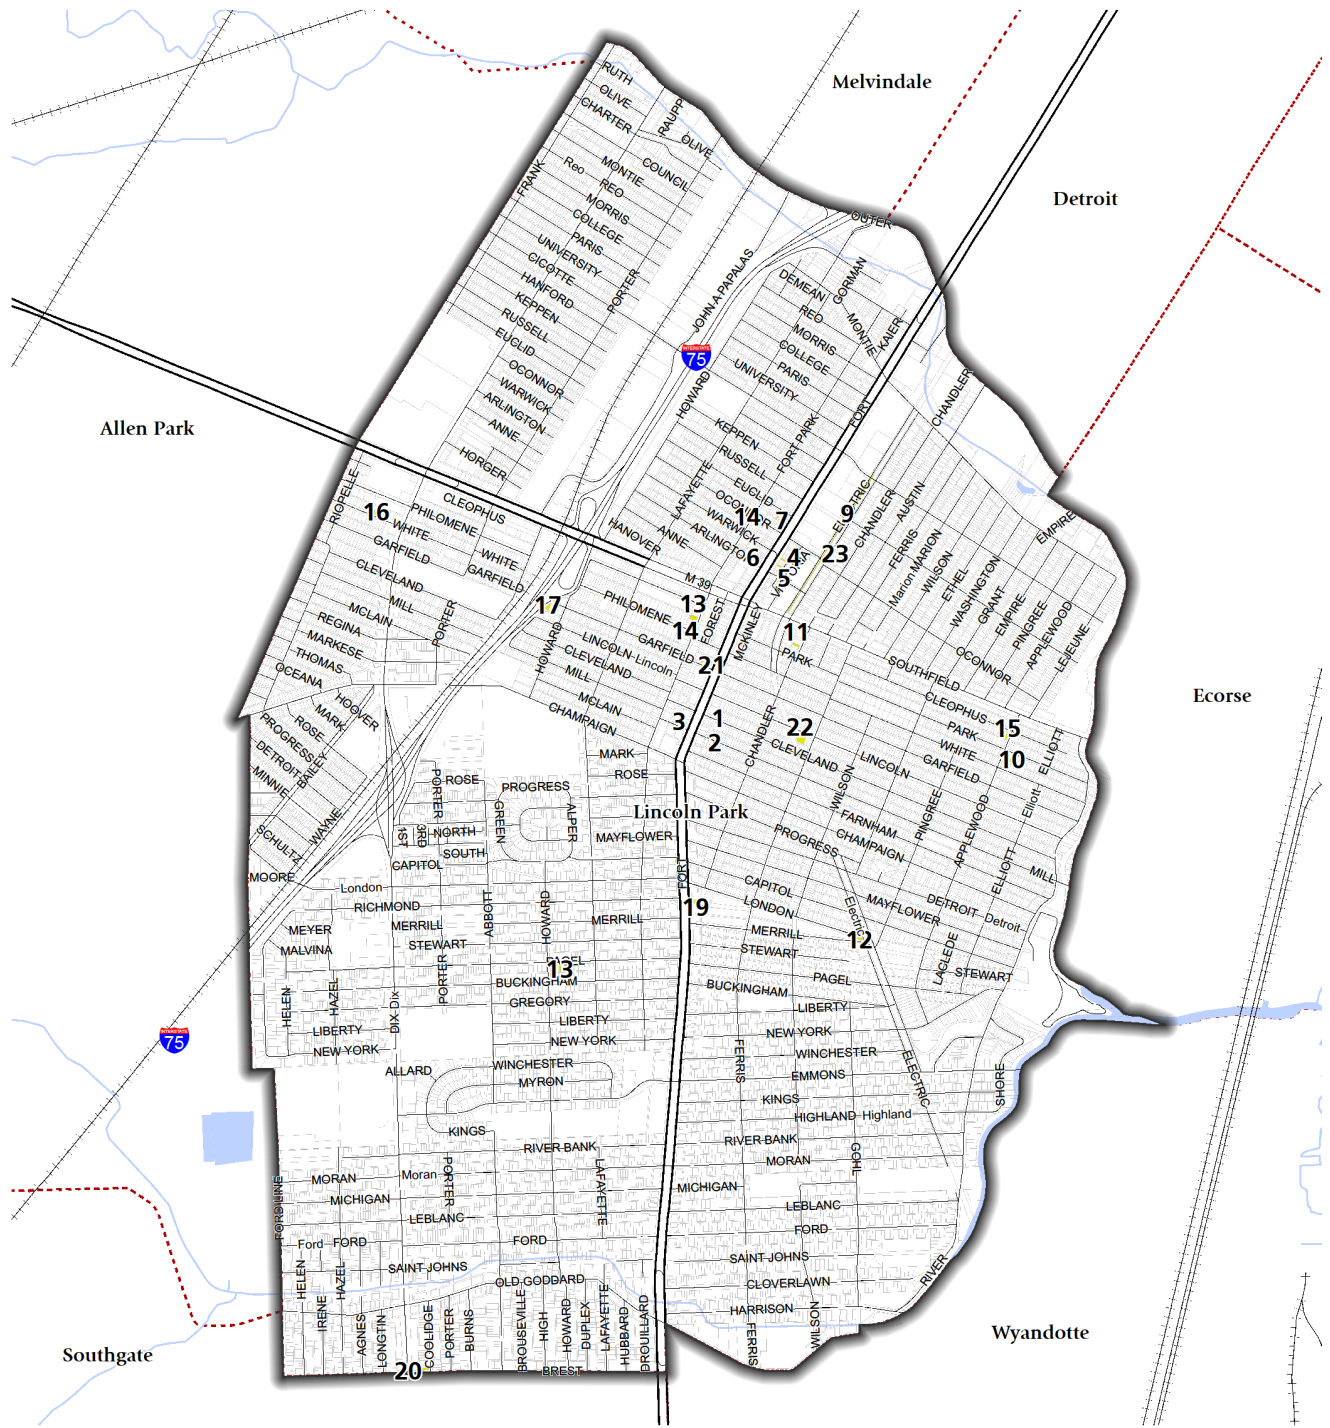 Melvindale
RUTH
OLIVE
CHARTER
RAUPP
OLIVE
COUNCIL
MONTIE
Reo
REO
FRANK
MORRIS
COLLEGE
PARIS
UNIVERSITY
CICOTTE
HANFORD
PORTER
KEPPEN
RUSSELL
EUCLID
OCONNOR
WARWICK
ARLINGTON
ANNE
HORGER
Detroit
OUTER
JOHN A PAPALAS
GORMAN
DEMEAN
REO
MONTIE
KAIER
MORRIS
COLLEGE
PARIS
UNIVERSITY
INTERSTATE
75
HOWARD
FORT
CHANDLER
FORT PARK
KEPPEN
RUSSELL
EUCLID
LAFAYETTE
OCONNOR
WARWICK
ARLINGTON
ANNE
HANOVER
Allen Park
RIOPELLE
16
CLEOPHUS
PHILOMENE
WHITE
GARFIELD
WHITE
GARFIELD
CLEVELAND
MILL
MCLAIN
REGINA
MARKESE
THOMAS
OCEANA
PORTER
HOOVER
MARK
ROSE
PROGRESS
DETROIT
MINNIE
BAILEY
SCHULTZ
WAYNE
MOORE
14
7
6
4
5
VICTORIA
9
23
ELECTRIC
CHANDLER
AUSTIN
FERRIS
Marion MARION
WILSON
ETHEL
WASHINGTON
GRANT
EMPIRE
EMPIRE
PINGREE
APPLEWOOD
LEJEUNE
OCONNOR
SOUTHFIELD
M 39
13
14
17
PHILOMENE
FOREST
MCKINLEY
11
PARK
GARFIELD
21
HOWARD
LINCOLN Lincoln
CLEVELAND
MILL
MCLAIN
CHAMPAIGN
3
1
2
CHANDLER
22
CLEVELAND
LINCOLN
WILSON
CLEOPHUS
PARK
WHITE
GARFIELD
15
10
ELLIOTT
Elliott
PINGREE
APPLEWOOD
ELLIOTT
FARNHAM
CHAMPAIGN
PROGRESS
MILL
Ecorse
MARK
ROSE
PORTER
ROSE
PROGRESS
GREEN
ALPER
Lincoln Park
1ST
3RD
NORTH
SOUTH
MAYFLOWER
CAPITOL
London
RICHMOND
FORT
CAPITOL
LONDON
MERRILL
STEWART
Electric
MAYFLOWER
DETROIT Detroit
19
12
MEYER
MALVINA
MERRILL
STEWART
ABBOTT
HOWARD
MERRILL
PAGEL
13
BUCKINGHAM
GREGORY
LIBERTY
NEW YORK
PORTER
DIX Dix
HELEN
HAZEL
LIBERTY
NEW YORK
LACLEDE
STEWART
PAGEL
BUCKINGHAM
LIBERTY
NEW YORK
WINCHESTER
EMMONS
KINGS
HIGHLAND Highland
FERRIS
ELECTRIC
SHORE
INTERSTATE
75
ALLARD
WINCHESTER
MYRON
KINGS
RIVER BANK
RIVER BANK
MORAN
GOHL
MORAN
Moran
PORTER
LAFAYETTE
MICHIGAN
MICHIGAN
LEBLANC
LEBLANC
FORDLINE
Ford FORD
FORD
FORD
SAINT JOHNS
SAINT JOHNS
HELEN
HAZEL
IRENE
OLD GODDARD
CLOVERLAWN
RIVER
HARRISON
AGNES
LONGTIN
COOLIDGE
PORTER
BURNS
BROUSEVILLE
HIGH
HOWARD
DUPLEX
LAFAYETTE
HUBBARD
DROUILLARD
FERRIS
WILSON
Wyandotte
Southgate
20
BREST